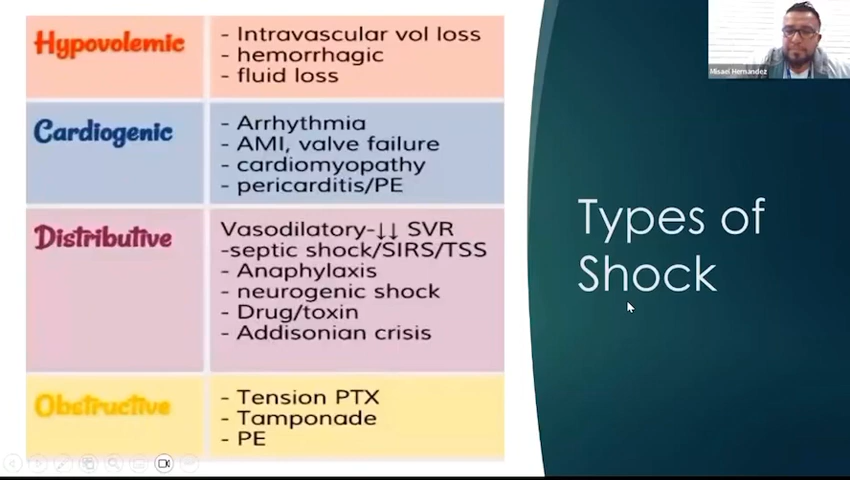 Hypovolemic
- Intravascular vol loss
- hemorrhagic
- fluid loss
Cardiogenic
- Arrhythmia
- AMI, valve failure
- cardiomyopathy
- pericarditis/PE
Distributive
Vasodilatory-↓↓ SVR
-septic shock/SIRS/TSS
- Anaphylaxis
- neurogenic shock
- Drug/toxin
- Addisonian crisis
Obstructive
- Tension PTX
- Tamponade
- PE
Types of
Shock
Misael Hernandez